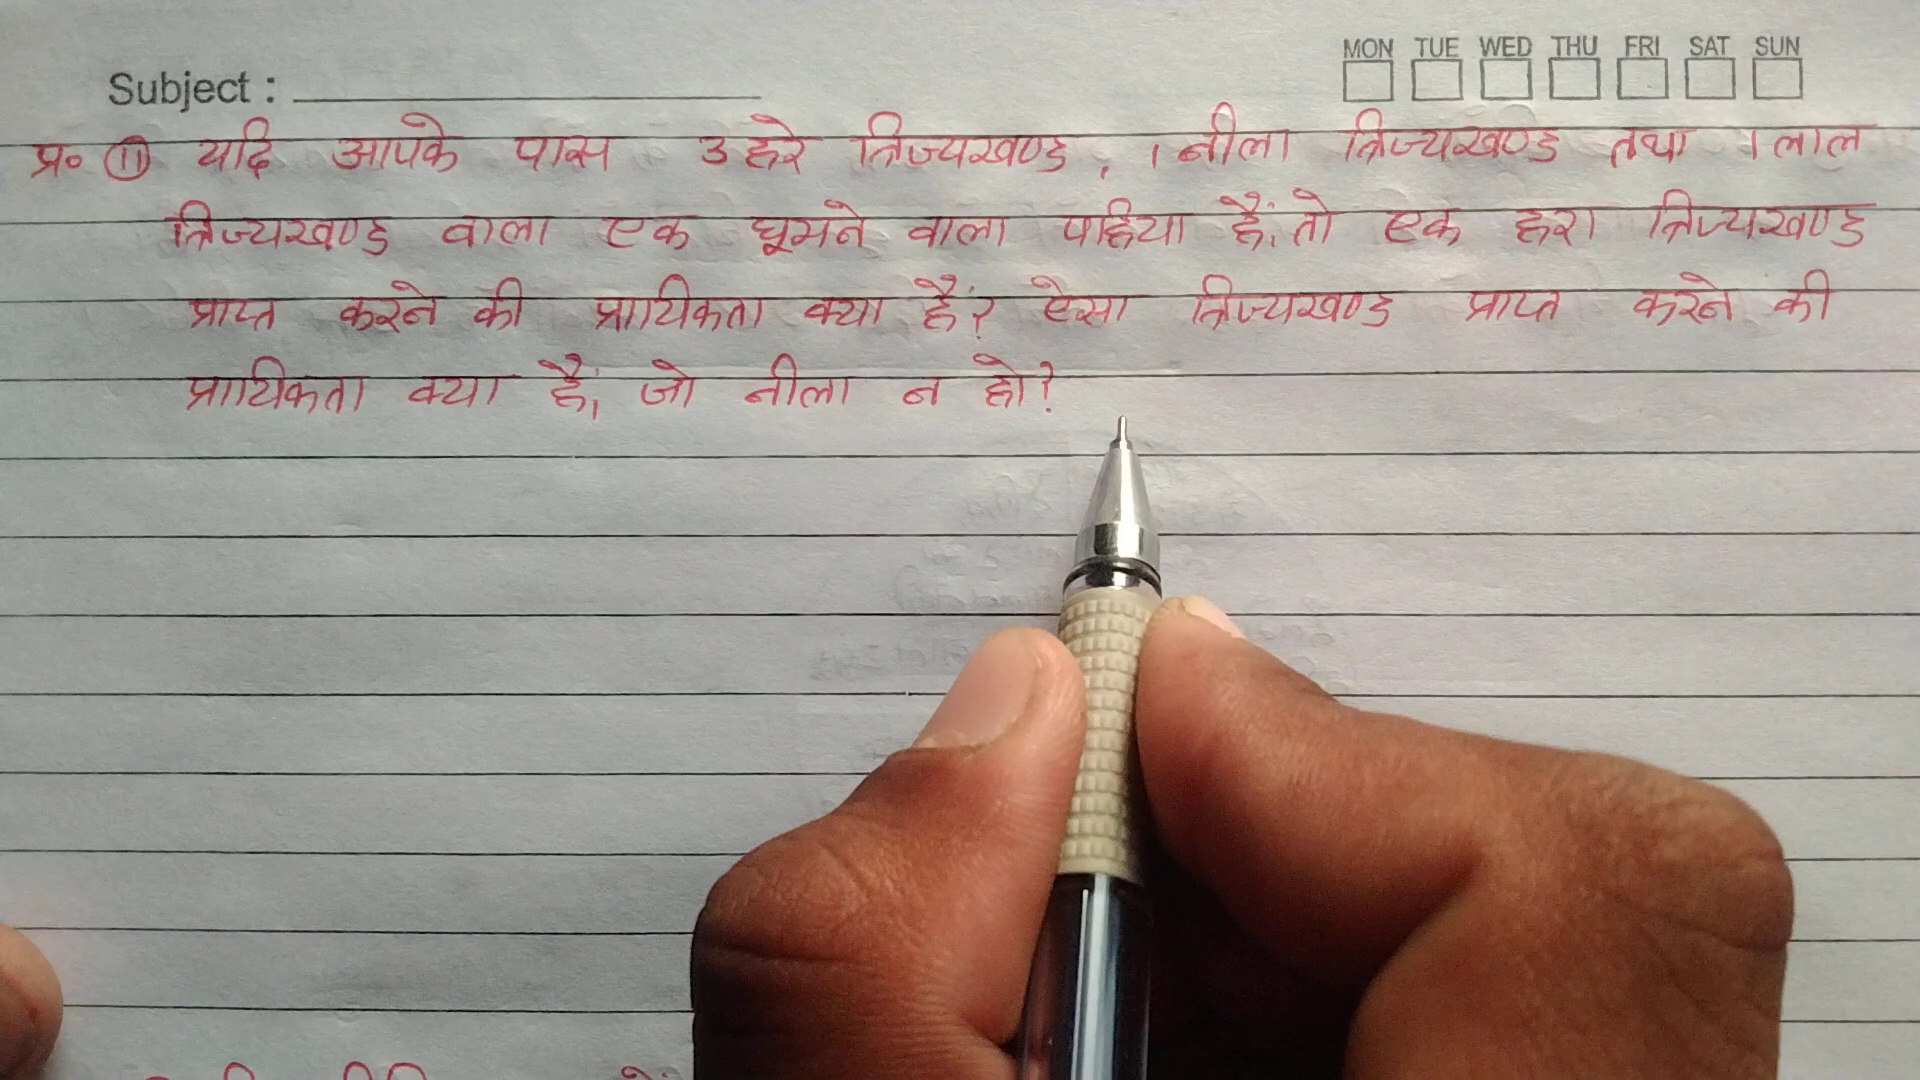 MON TUE WED THU FRI SAT SUN
Subject :
प्र० ⑪ यदि आपके पास 3 हरे त्रिज्यखण्ड, 1 नीला त्रिज्यखण्ड तथा 1 लाल
त्रिज्यखण्ड वाला एक घूमने वाला पहिया हैं, तो एक हरा त्रिज्यखण्ड
प्राप्त करने की प्रायिकता क्या हैं? ऐसा त्रिज्यखण्ड प्राप्त करने की
प्रायिकता क्या हैं, जो नीला न हो?